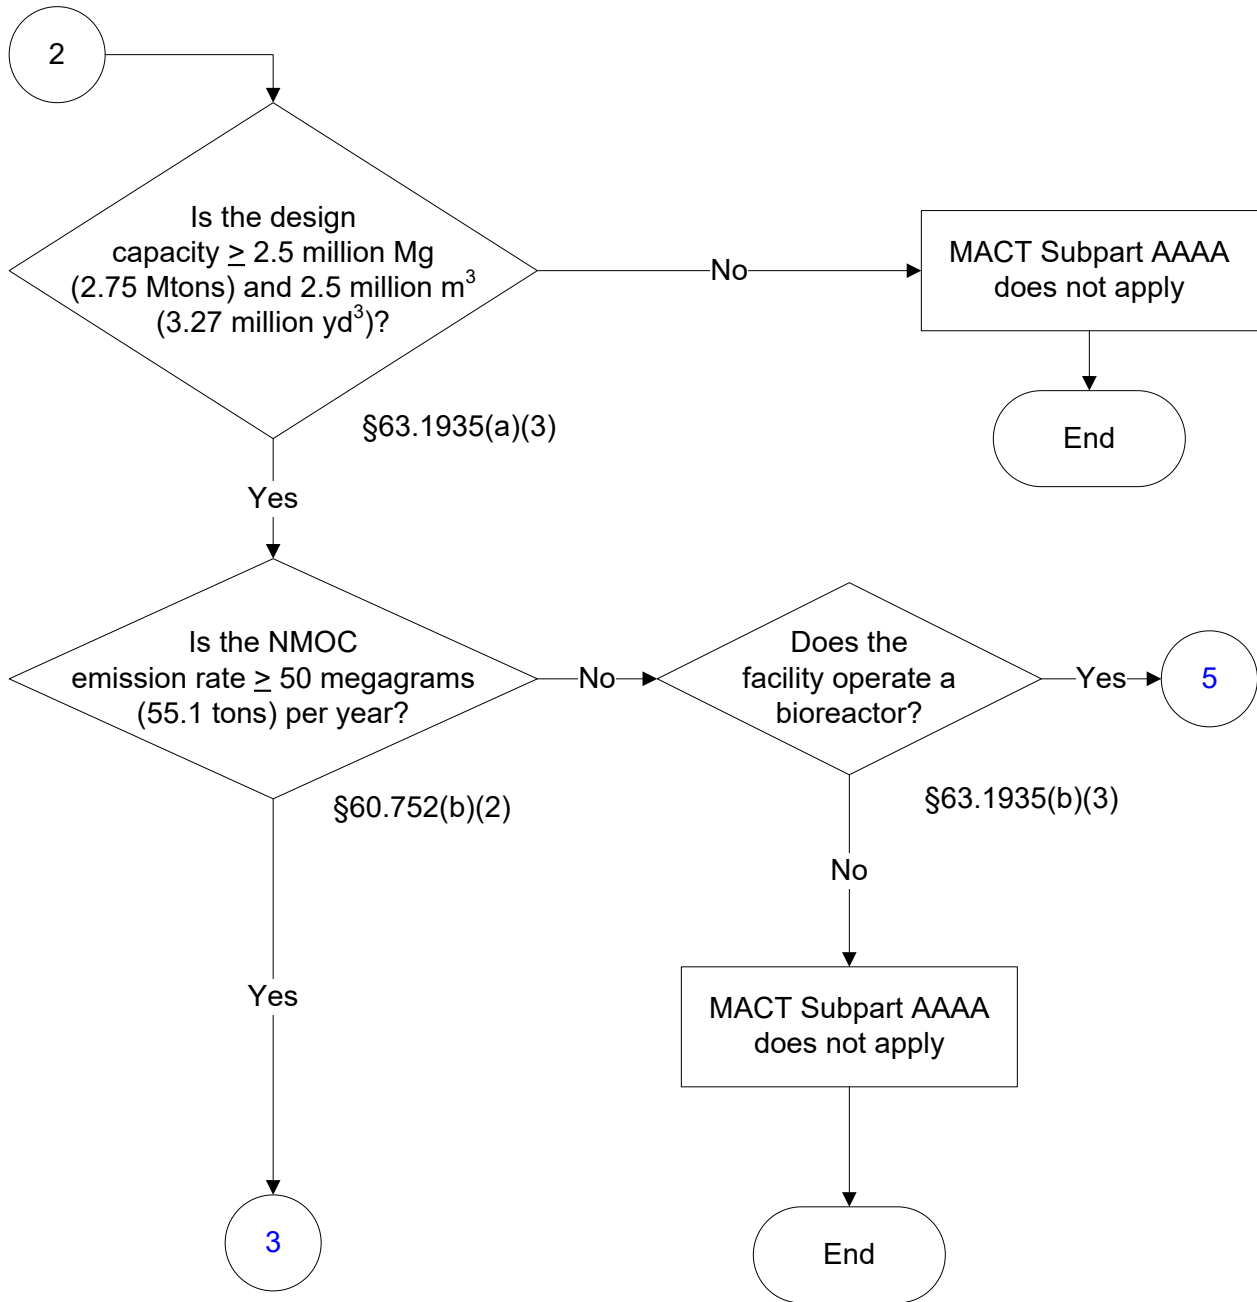 2
Is the design
capacity ≥ 2.5 million Mg
(2.75 Mtons) and 2.5 million m³
(3.27 million yd³)?
No
MACT Subpart AAAA
does not apply
End
§63.1935(a)(3)
Yes
Is the NMOC
emission rate ≥ 50 megagrams
(55.1 tons) per year?
No
Does the
facility operate a
bioreactor?
Yes
5
§60.752(b)(2)
§63.1935(b)(3)
No
Yes
MACT Subpart AAAA
does not apply
3
End